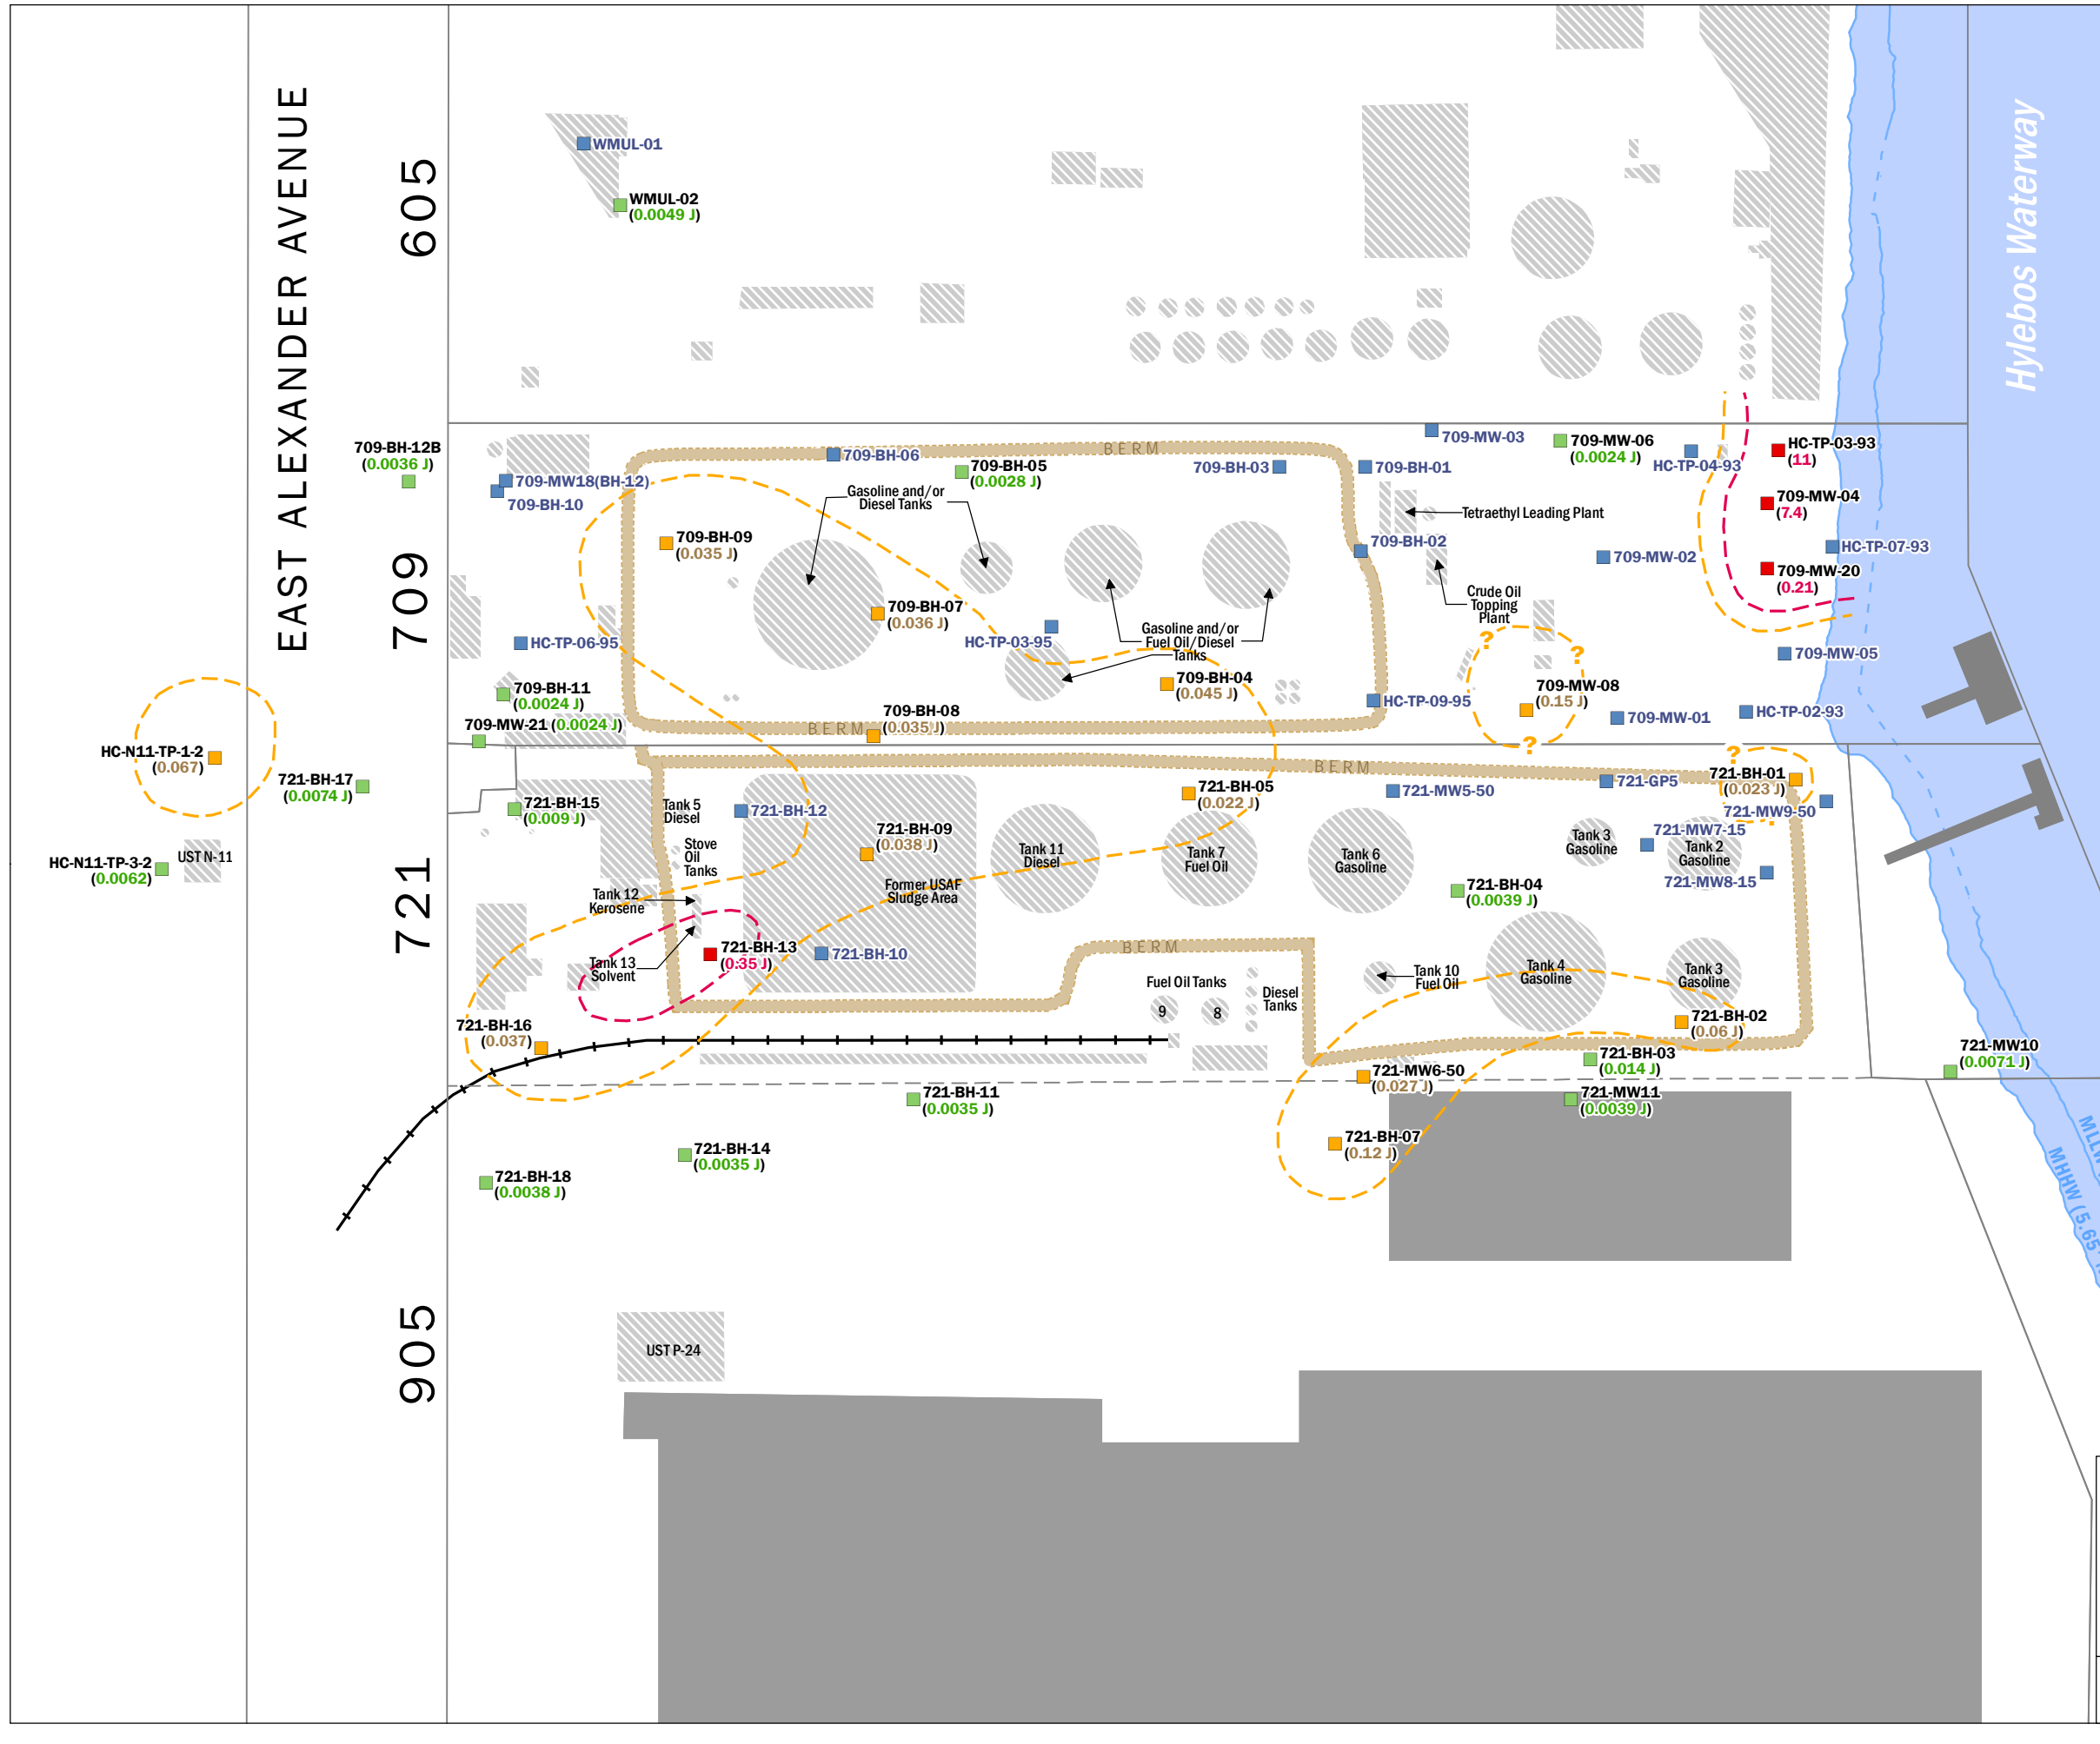 EAST ALEXANDER AVENUE
605
709
721
905
Hylebos Waterway
WMUL-01
WMUL-02
(0.0049 J)
709-BH-12B
(0.0036 J)
709-MW18(BH-12)
709-BH-10
709-BH-06
BERM
709-BH-05
(0.0028 J)
709-BH-03
709-BH-01
709-MW-03
709-MW-06
(0.0024 J)
HC-TP-04-93
HC-TP-03-93
(11)
709-MW-04
(7.4)
HC-TP-07-93
709-MW-20
(0.21)
Gasoline and/or
Diesel Tanks
Tetraethyl Leading Plant
709-BH-09
(0.035 J)
709-BH-02
709-MW-02
Crude Oil
Topping
Plant
709-BH-07
(0.036 J)
HC-TP-03-95
Gasoline and/or
Fuel Oil/Diesel
Tanks
HC-TP-06-95
?
?
709-MW-05
709-BH-11
(0.0024 J)
709-BH-04
(0.045 J)
709-MW-08
(0.15 J)
HC-TP-09-95
709-MW-01
HC-TP-02-93
709-MW-21 (0.0024 J)
709-BH-08
(0.035 J)
BERM
?
?
HC-N11-TP-1-2
(0.067)
721-BH-17
(0.0074 J)
BERM
721-BH-15
(0.009 J)
Tank 5
Diesel
721-BH-12
721-BH-05
(0.022 J)
721-MW5-50
721-GP5
721-BH-01
(0.023 J)
721-MW9-50
HC-N11-TP-3-2
(0.0062)
UST N-11
Stove
Oil
Tanks
721-BH-09
(0.038 J)
Tank 11
Diesel
Tank 7
Fuel Oil
Tank 6
Gasoline
Tank 3
Gasoline
721-MW7-15
Tank 2
Gasoline
721-MW8-15
Tank 12
Kerosene
Former USAF
Sludge Area
721-BH-04
(0.0039 J)
721-BH-13
(0.35 J)
721-BH-10
BERM
Tank 13
Solvent
Fuel Oil Tanks
9
8
Diesel
Tanks
Tank 10
Fuel Oil
Tank 4
Gasoline
Tank 3
Gasoline
721-BH-16
(0.037)
721-BH-02
(0.06 J)
721-BH-03
(0.014 J)
721-MW10
(0.0071 J)
721-MW6-50
(0.027 J)
721-BH-11
(0.0035 J)
721-MW11
(0.0039 J)
721-BH-07
(0.12 J)
721-BH-14
(0.0035 J)
721-BH-18
(0.0038 J)
MHHW (5.65
UST P-24